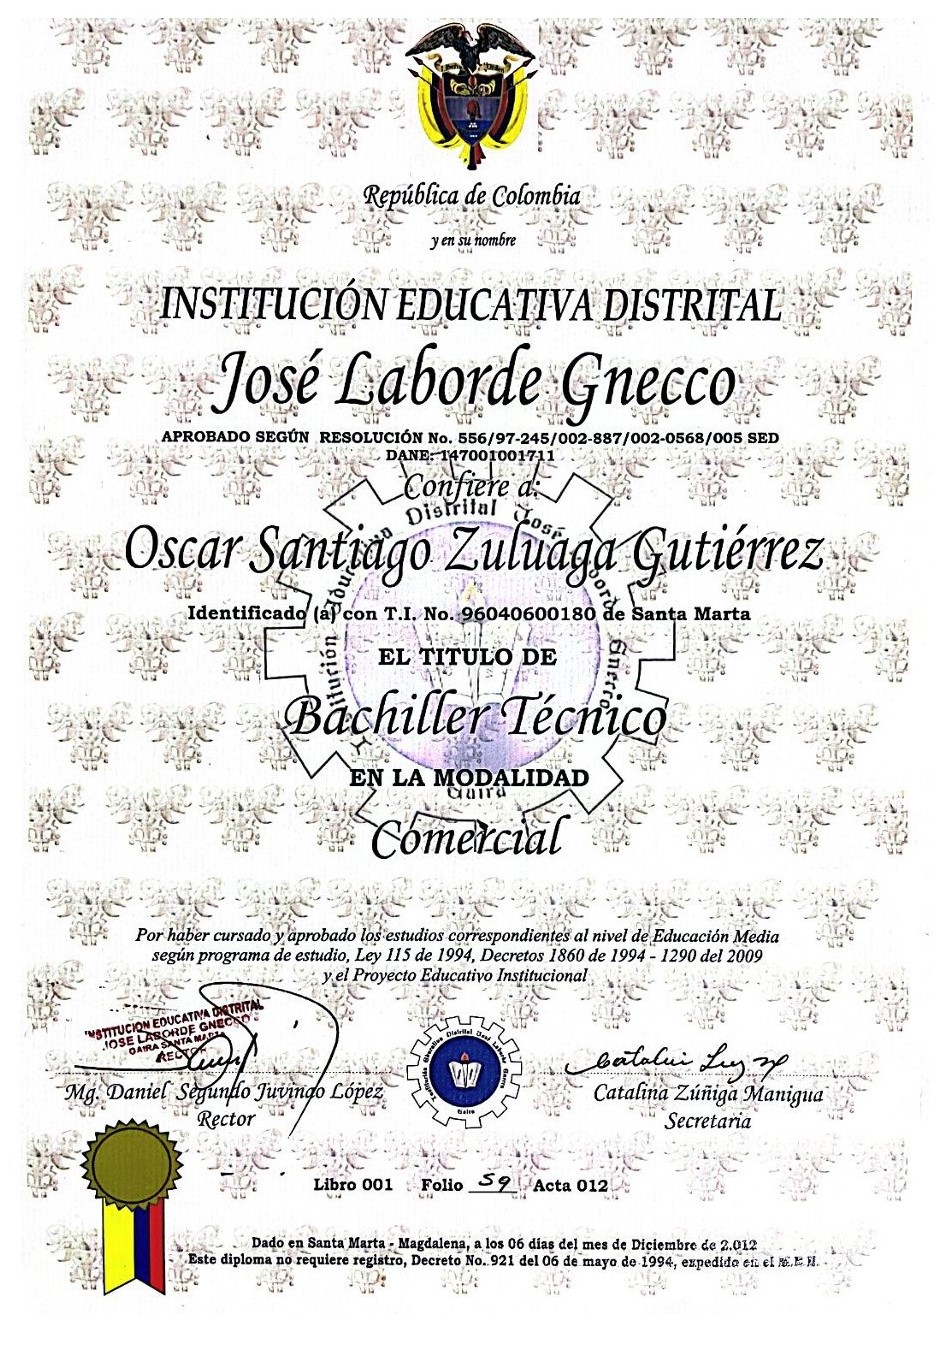 República de Colombia
y en su nombre
INSTITUCIÓN EDUCATIVA DISTRITAL
José Laborde Gnecco
APROBADO SEGÚN RESOLUCIÓN No. 556/97-245/002-887/002-0568/005 SED
DANE: 147001001711
Confiere a:
Oscar Santiago Zuluaga Gutiérrez
Identificado (a) con T.I. No. 96040600180 de Santa Marta
EL TITULO DE
Bachiller Técnico
EN LA MODALIDAD
Gaira
Comercial
Por haber cursado y aprobado los estudios correspondientes al nivel de Educación Media
según programa de estudio, Ley 115 de 1994, Decretos 1860 de 1994 - 1290 del 2009
y el Proyecto Educativo Institucional
INSTITUCION EDUCATIVA DISTRITAL
JOSE LABORDE GNECCO
GAIRA SANTA MARTA
RECTOR
Mg. Daniel Segundo Juvinao López
Rector
Catalina Zúñiga Manigua
Secretaria
Libro 001 Folio 59 Acta 012
Dado en Santa Marta - Magdalena, a los 06 días del mes de Diciembre de 2.012
Este diploma no requiere registro, Decreto No. 921 del 06 de mayo de 1994, expedido en el M.E.N.